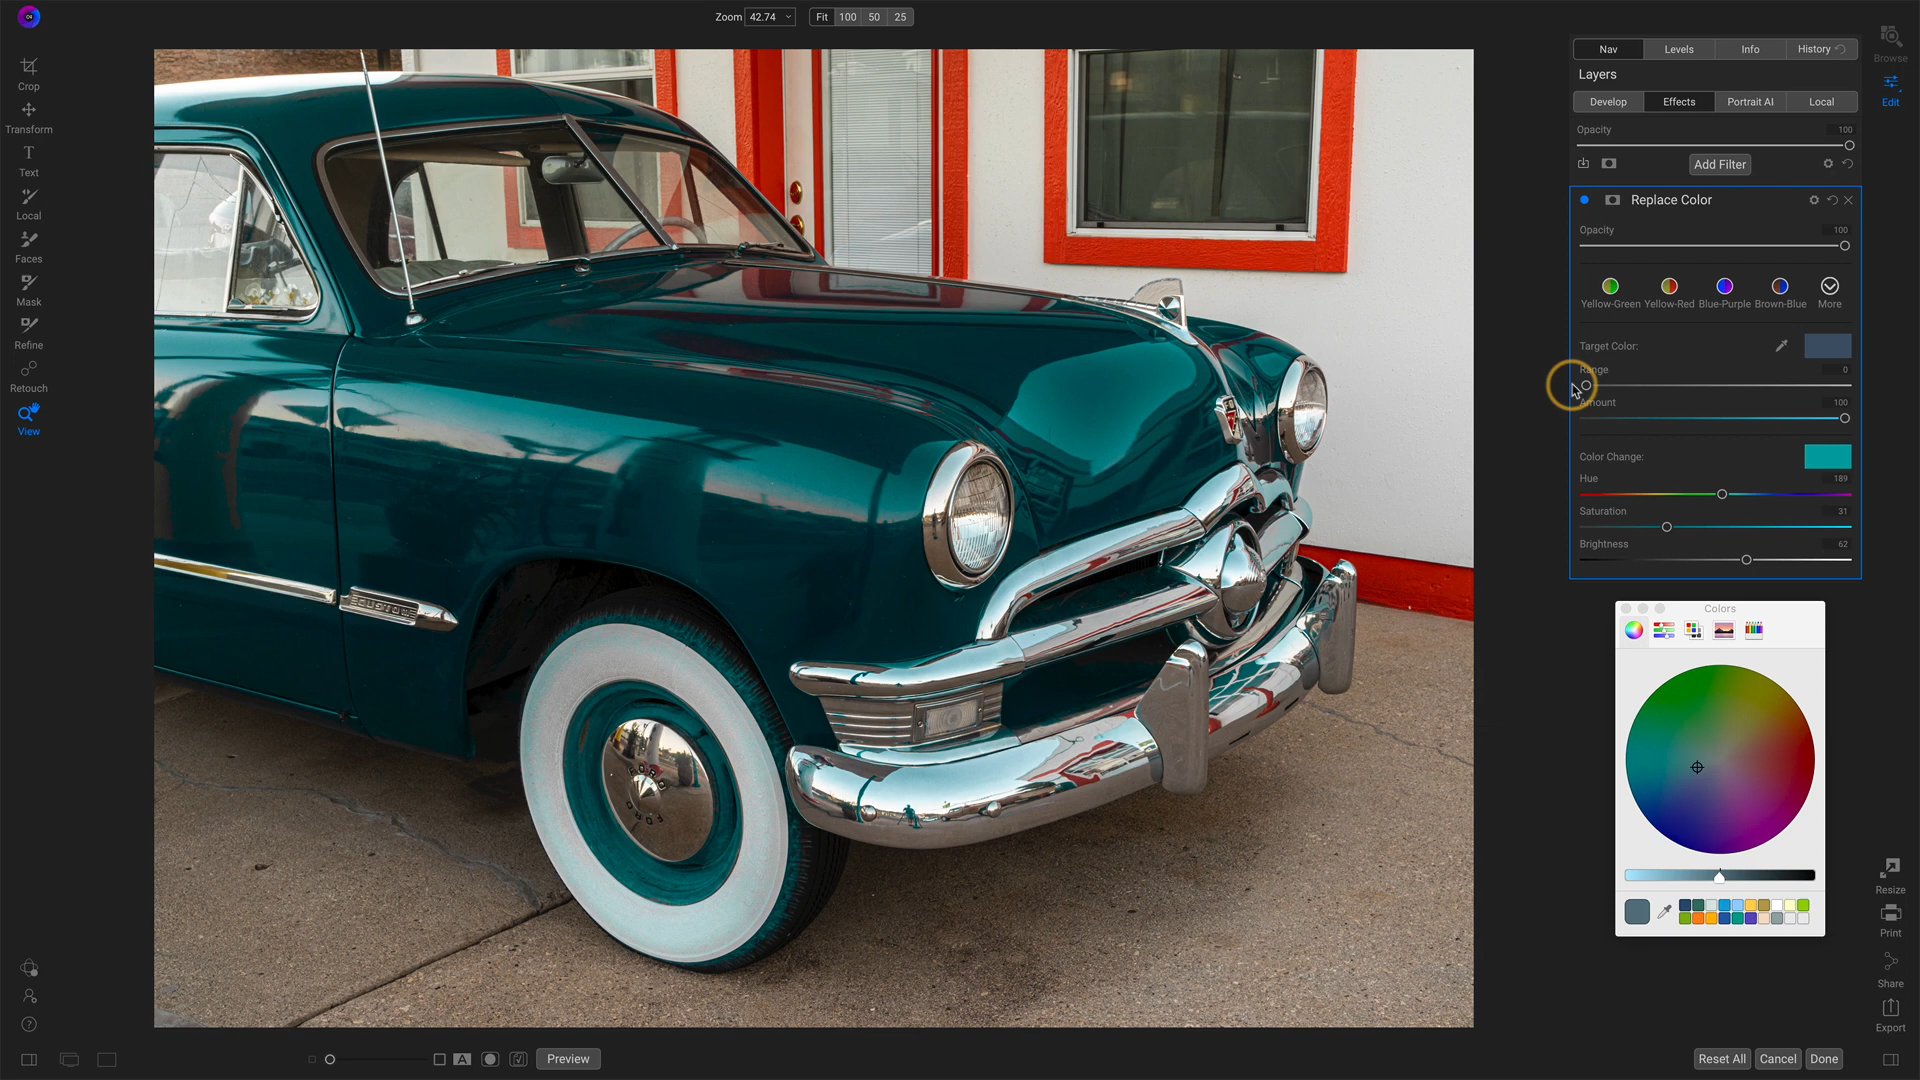 Zoom 42.74 Fit 100 50 25
Crop
Transform
Text
Local
Faces
Mask
Refine
Retouch
View
CUSTOM
FORD
FORD
Nav Levels Info History
Layers
Develop Effects Portrait AI Local
Opacity 100
Add Filter
Replace Color
Opacity 100
Yellow-Green Yellow-Red Blue-Purple Brown-Blue More
Target Color:
Range 0
Amount 100
Color Change:
Hue 189
Saturation 31
Brightness 62
Colors
Browse
Edit
Resize
Print
Share
Export
A Preview
Reset All Cancel Done